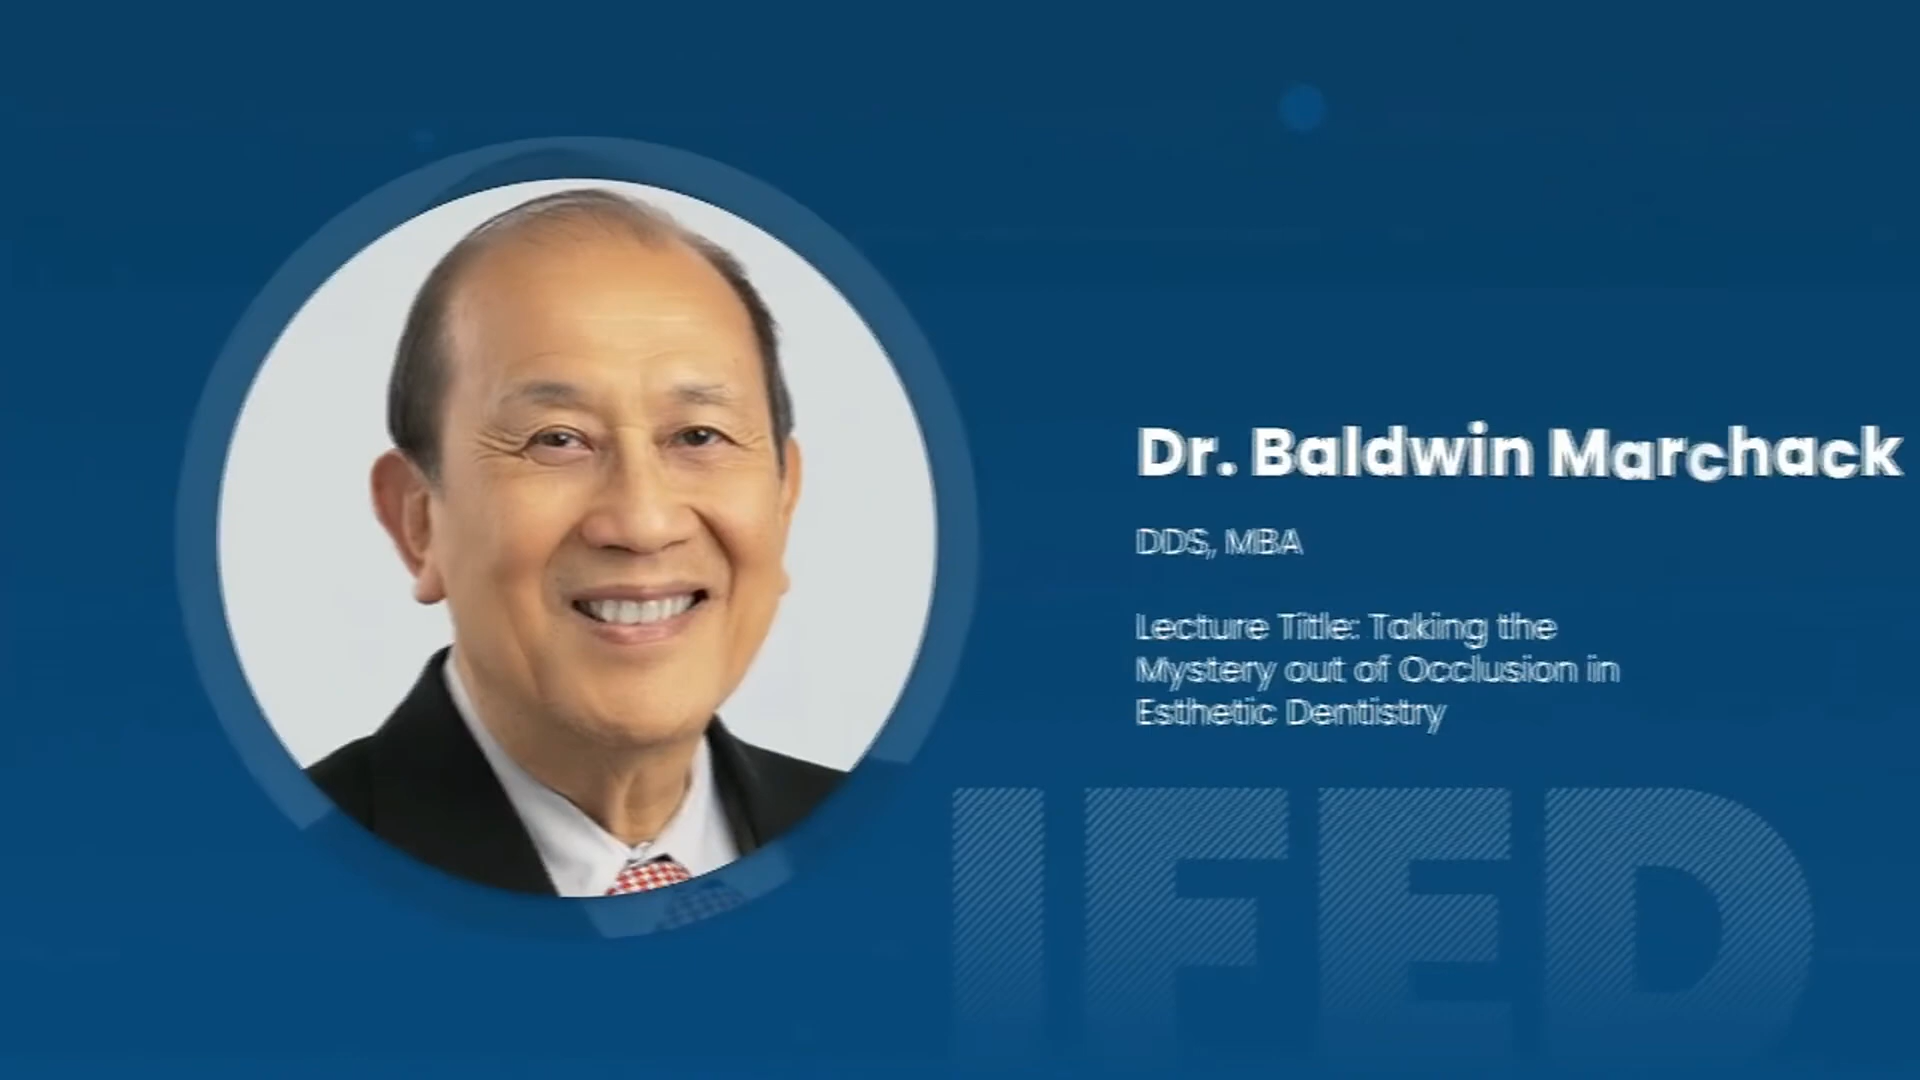 Dr. Baldwin Marchack
DDS, MBA
Lecture Title: Taking the
Mystery out of Occlusion in
Esthetic Dentistry
IFED